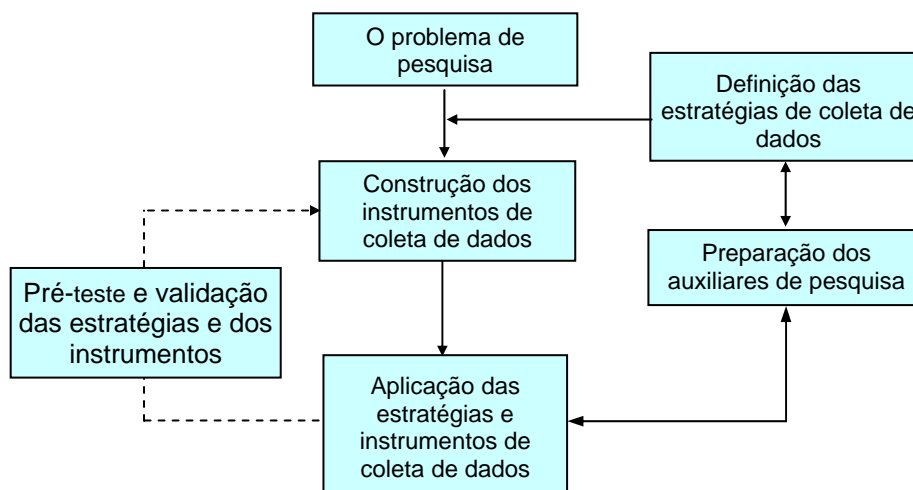 O problema de
pesquisa
Definição das
estratégias de coleta de
dados
Construção dos
instrumentos de
coleta de dados
Preparação dos
auxiliares de pesquisa
Pré-teste e validação
das estratégias e dos
instrumentos
Aplicação das
estratégias e
instrumentos de
coleta de dados